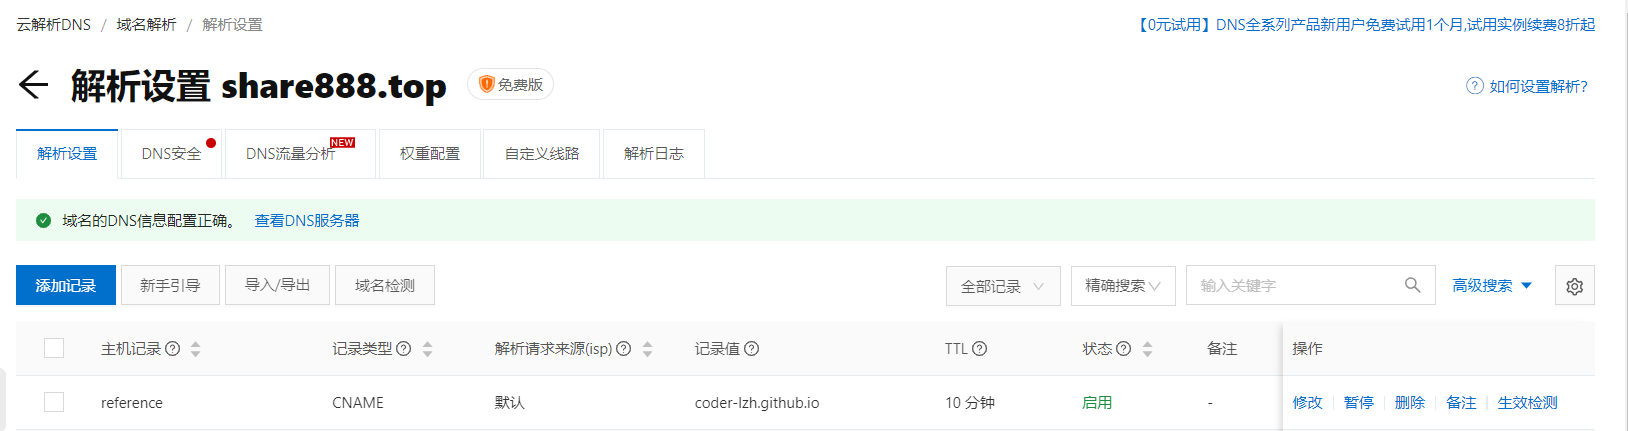 云解析DNS / 域名解析 / 解析设置
【0元试用】DNS全系列产品新用户免费试用1个月,试用实例续费8折起
解析设置 share888.top 免费版
如何设置解析?
解析设置 DNS安全 DNS流量分析 NEW 权重配置 自定义线路 解析日志
域名的DNS信息配置正确。 查看DNS服务器
添加记录 新手引导 导入/导出 域名检测 全部记录 精确搜索 输入关键字 高级搜索
主机记录 记录类型 解析请求来源(isp) 记录值 TTL 状态 备注 操作
reference CNAME 默认 coder-lzh.github.io 10 分钟 启用 - 修改 暂停 删除 备注 生效检测